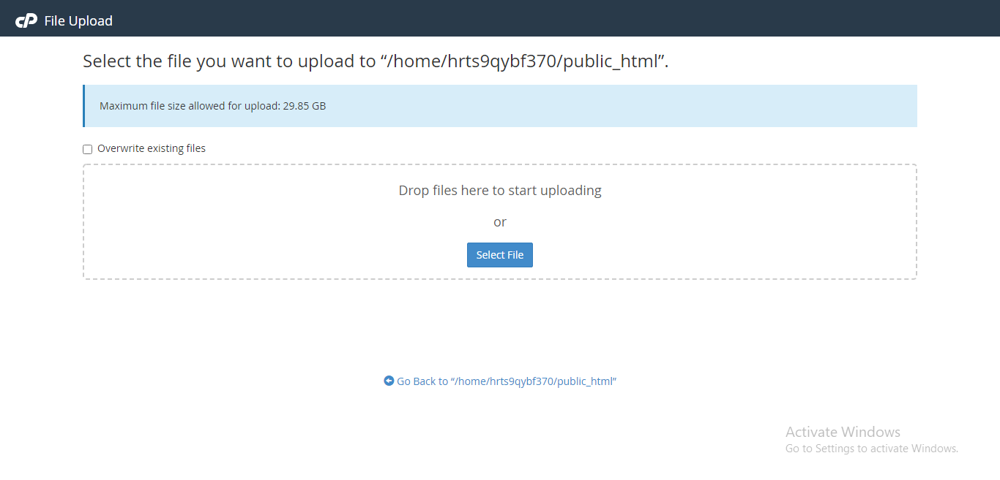 cP File Upload
Select the file you want to upload to “/home/hrts9qybf370/public_html”.
Maximum file size allowed for upload: 29.85 GB
Overwrite existing files
Drop files here to start uploading
or
Select File
Go Back to “/home/hrts9qybf370/public_html”
Activate Windows
Go to Settings to activate Windows.